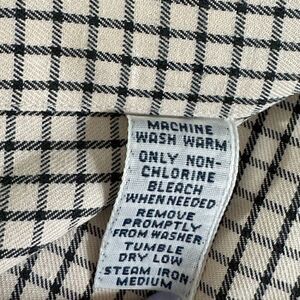 MACHINE
WASH WARM
ONLY NON-
CHLORINE
BLEACH
WHEN NEEDED
REMOVE
PROMPTLY
FROM WASHER
TUMBLE
DRY LOW
STEAM IRON
MEDIUM